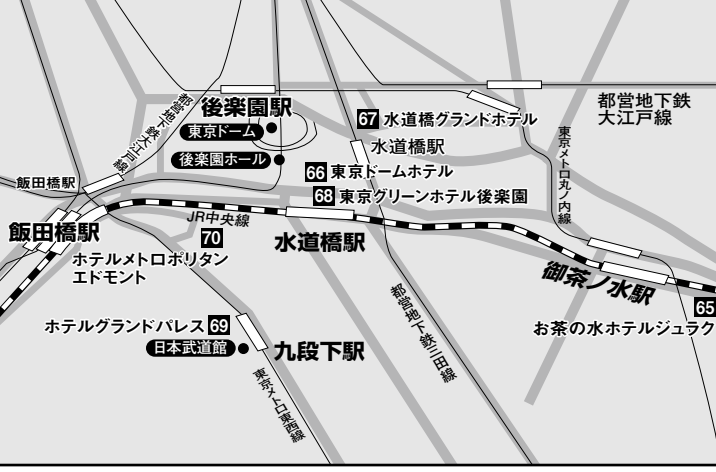 後楽園駅
東京ドーム
都営地下鉄大江戸線
後楽園ホール
67 水道橋グランドホテル
都営地下鉄
大江戸線
水道橋駅
東京メトロ丸ノ内線
66 東京ドームホテル
68 東京グリーンホテル後楽園
飯田橋駅
飯田橋駅
JR中央線
70
ホテルメトロポリタン
エドモント
水道橋駅
御茶ノ水駅
65
お茶の水ホテルジュラク
都営地下鉄三田線
ホテルグランドパレス 69
日本武道館
九段下駅
東京メトロ東西線